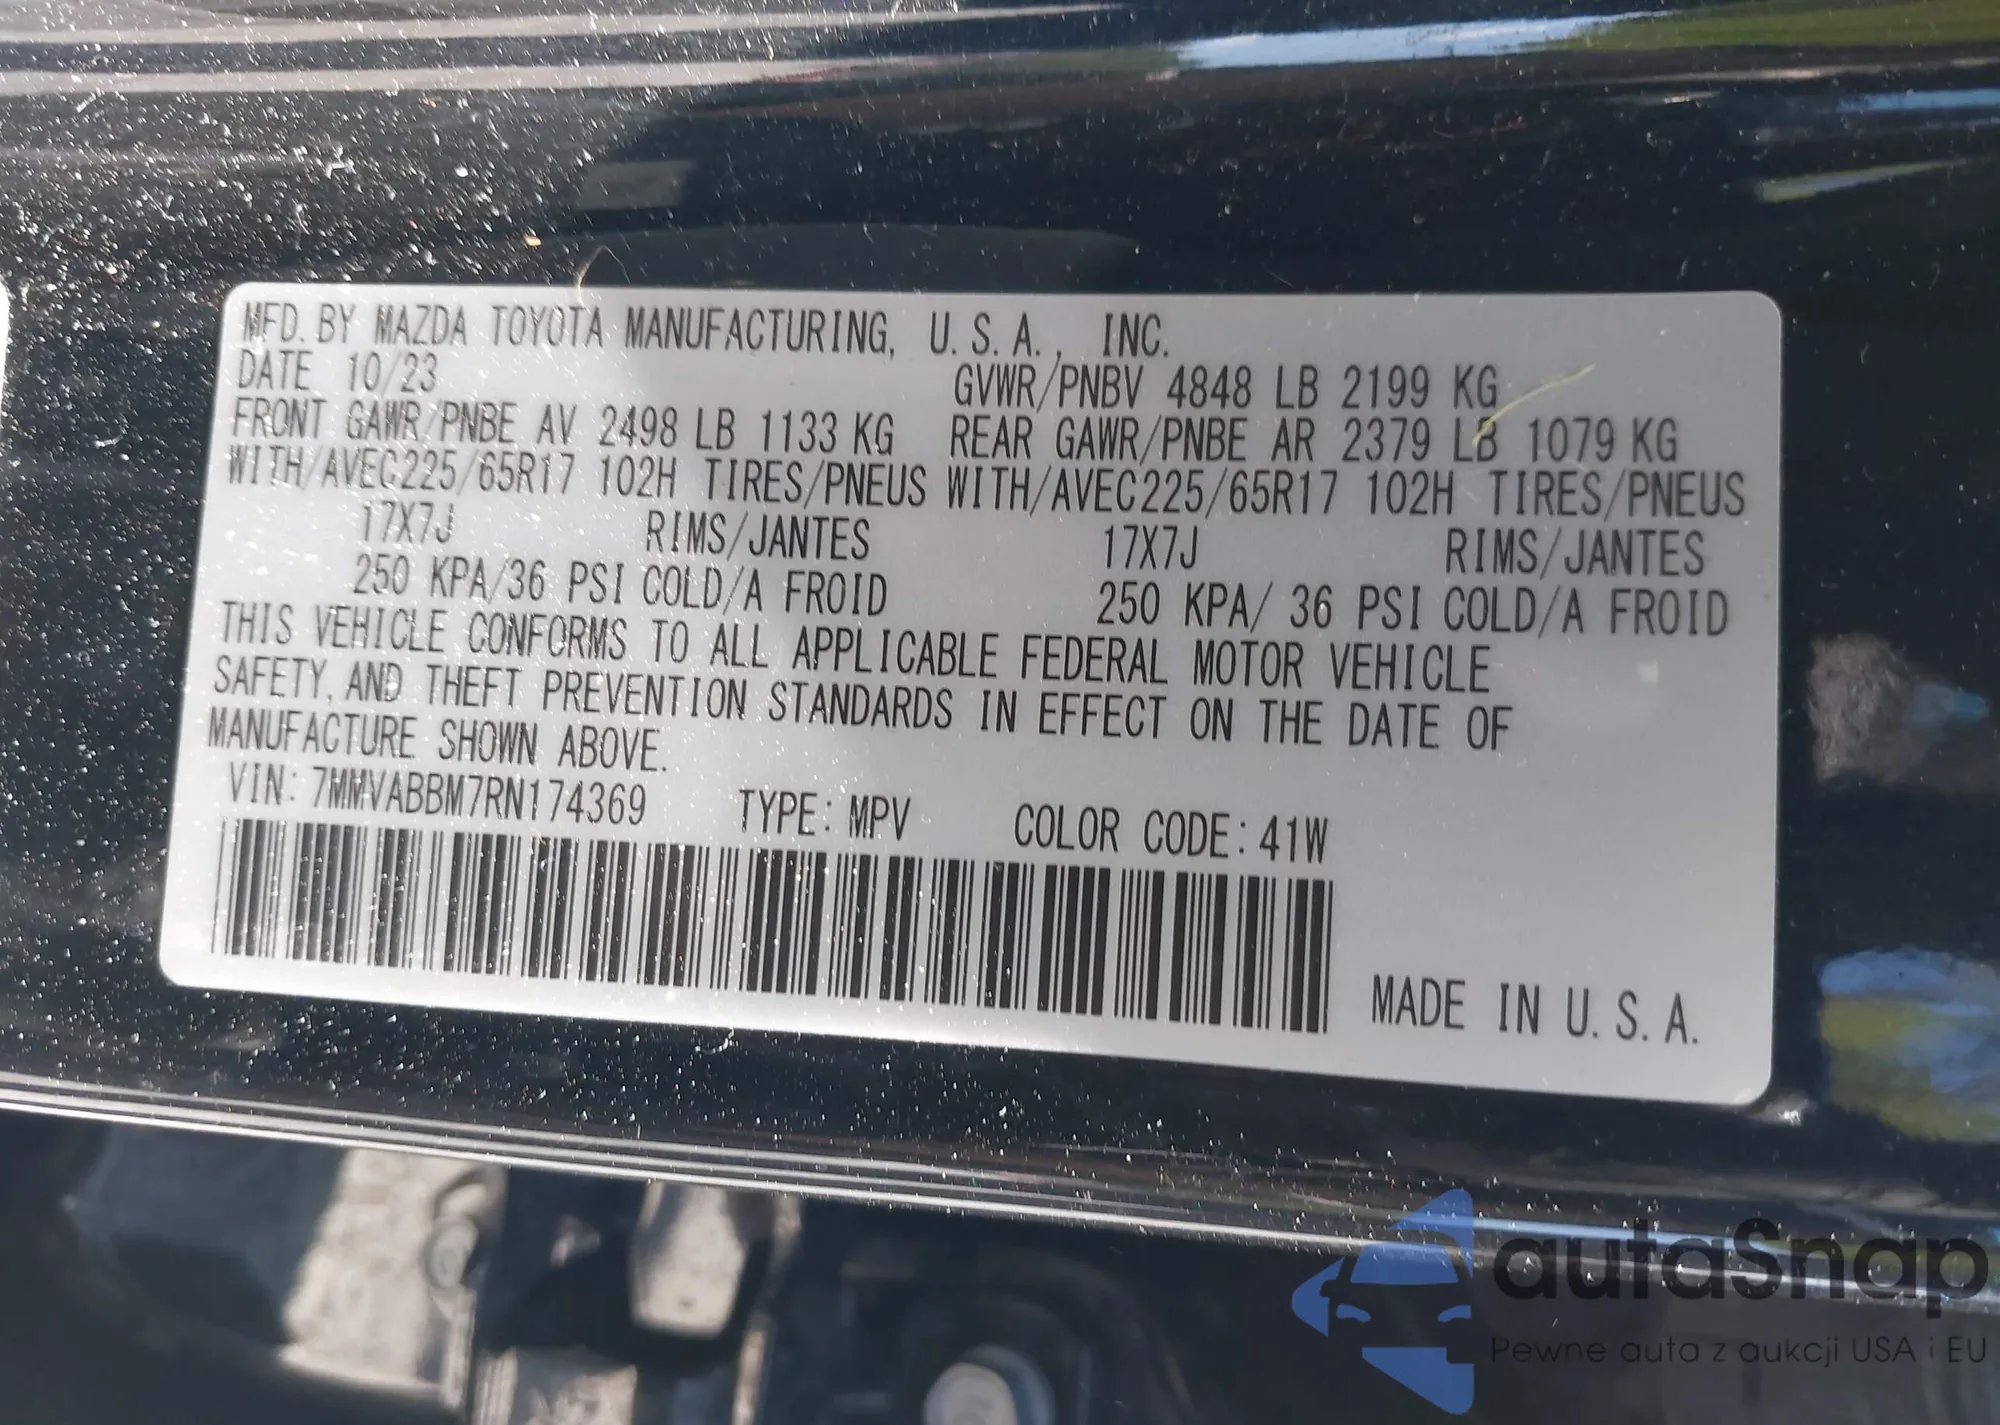 MFD. BY MAZDA TOYOTA MANUFACTURING, U.S.A., INC.
DATE 10/23 GVWR/PNBV 4848 LB 2199 KG
FRONT GAWR/PNBE AV 2498 LB 1133 KG REAR GAWR/PNBE AR 2379 LB 1079 KG
WITH/AVEC225/65R17 102H TIRES/PNEUS WITH/AVEC225/65R17 102H TIRES/PNEUS
17X7J RIMS/JANTES 17X7J RIMS/JANTES
250 KPA/36 PSI COLD/A FROID 250 KPA/ 36 PSI COLD/A FROID
THIS VEHICLE CONFORMS TO ALL APPLICABLE FEDERAL MOTOR VEHICLE
SAFETY, AND THEFT PREVENTION STANDARDS IN EFFECT ON THE DATE OF
MANUFACTURE SHOWN ABOVE.
VIN: 7MMVABBM7RN174369 TYPE: MPV COLOR CODE: 41W
MADE IN U.S.A.
autaSnap
Pewne auta z aukcji USA i EU